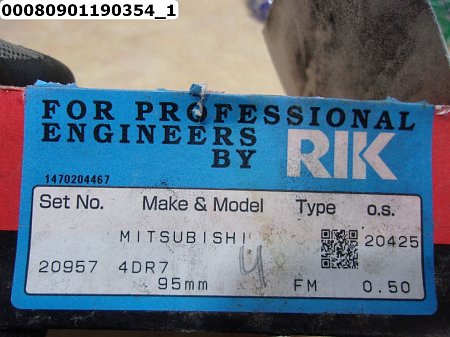 00080901190354_1
FOR PROFESSIONAL
ENGINEERS
BY RIK
1470204467
Set No. Make & Model Type o.s.
MITSUBISHI 20425
20957 4DR7
95mm FM 0.50